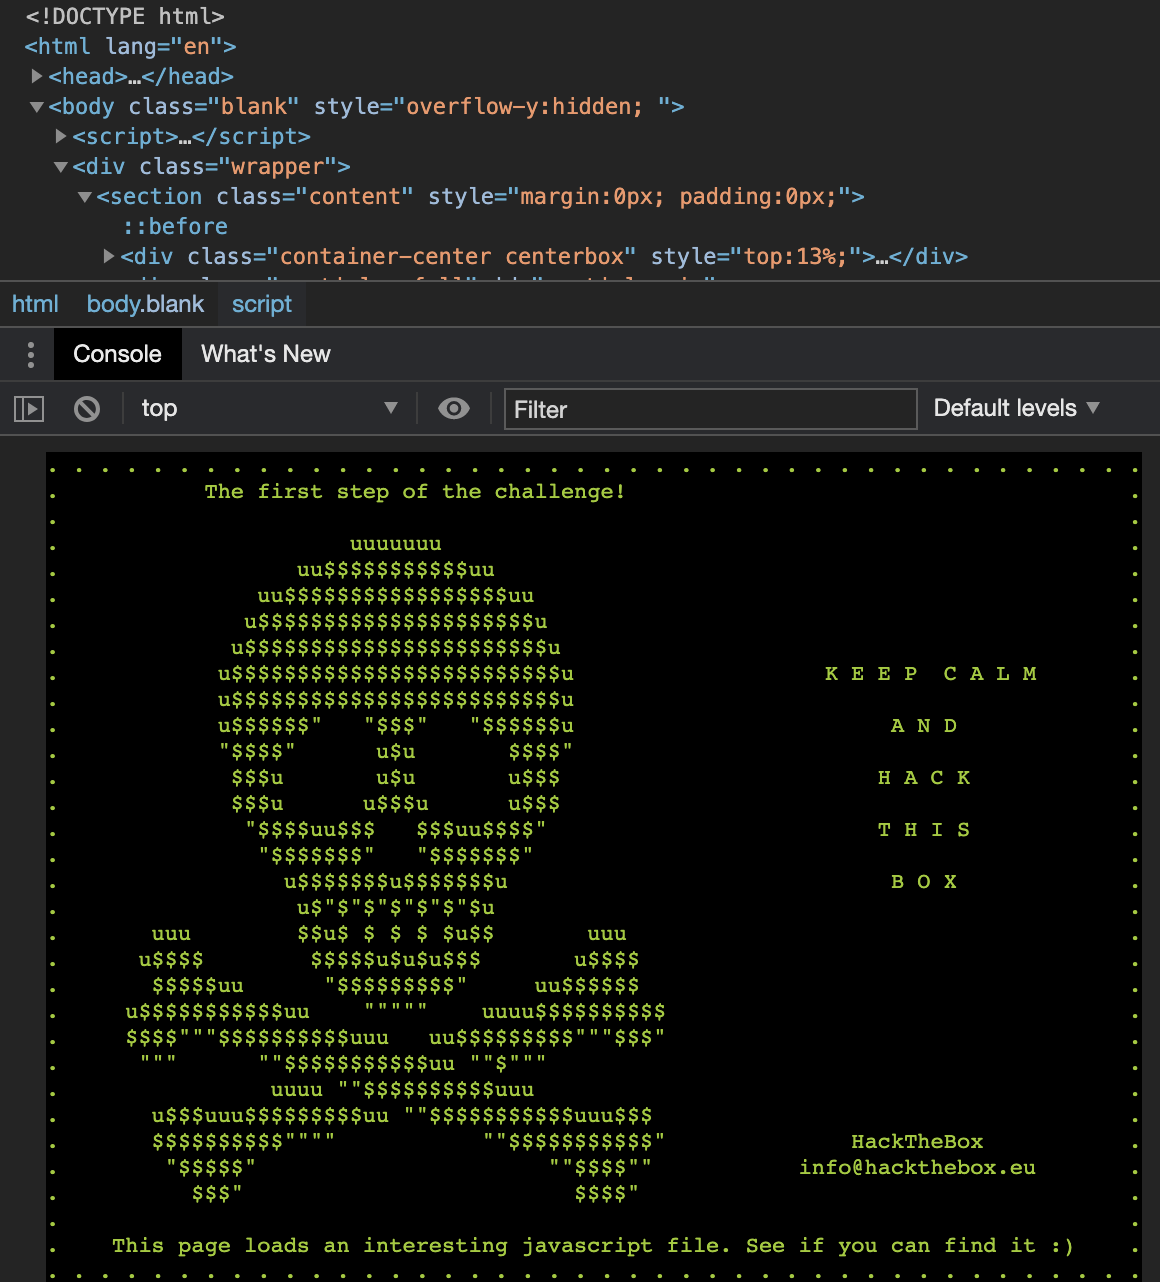 <!DOCTYPE html>
<html lang="en">
▶<head>…</head>
▼<body class="blank" style="overflow-y:hidden; ">
▶<script>…</script>
▼<div class="wrapper">
▼<section class="content" style="margin:0px; padding:0px;">
::before
▶<div class="container-center centerbox" style="top:13%;">…</div>
html body.blank script
Console What's New
top ▼ Filter Default levels ▼
The first step of the challenge!
uuuuuuu
uu$$$$$$$$$$$uu
uu$$$$$$$$$$$$$$$$$uu
u$$$$$$$$$$$$$$$$$$$$$u
u$$$$$$$$$$$$$$$$$$$$$$$u
u$$$$$$$$$$$$$$$$$$$$$$$$$u K E E P  C A L M
u$$$$$$$$$$$$$$$$$$$$$$$$$u
u$$$$$$"   "$$$"   "$$$$$$u A N D
"$$$$"      u$u       $$$$"
$$$u       u$u       u$$$ H A C K
$$$u      u$$$u      u$$$
"$$$$uu$$$   $$$uu$$$$" T H I S
"$$$$$$$"   "$$$$$$$"
u$$$$$$$u$$$$$$$u B O X
u$"$"$"$"$"$"$u
uuu        $$u$ $ $ $ $u$$       uuu
u$$$$        $$$$$u$u$u$$$       u$$$$
$$$$$uu      "$$$$$$$$$"     uu$$$$$$
u$$$$$$$$$$$uu    """""    uuuu$$$$$$$$$$
$$$$"""$$$$$$$$$$uuu   uu$$$$$$$$$"""$$$"
"""      ""$$$$$$$$$$$uu ""$"""
uuuu ""$$$$$$$$$$uuu
u$$$uuu$$$$$$$$$uu ""$$$$$$$$$$$uuu$$$
$$$$$$$$$$""""           ""$$$$$$$$$$$" HackTheBox
"$$$$$"                      ""$$$$"" info@hackthebox.eu
$$$"                         $$$$"
This page loads an interesting javascript file. See if you can find it :)